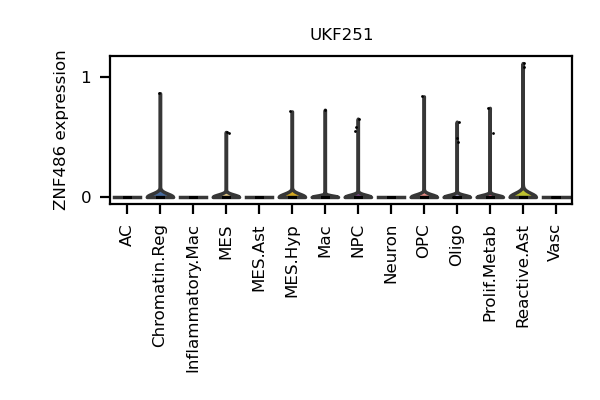 UKF251
ZNF486 expression
1
0
AC
Chromatin.Reg
Inflammatory.Mac
MES
MES.Ast
MES.Hyp
Mac
NPC
Neuron
OPC
Oligo
Prolif.Metab
Reactive.Ast
Vasc